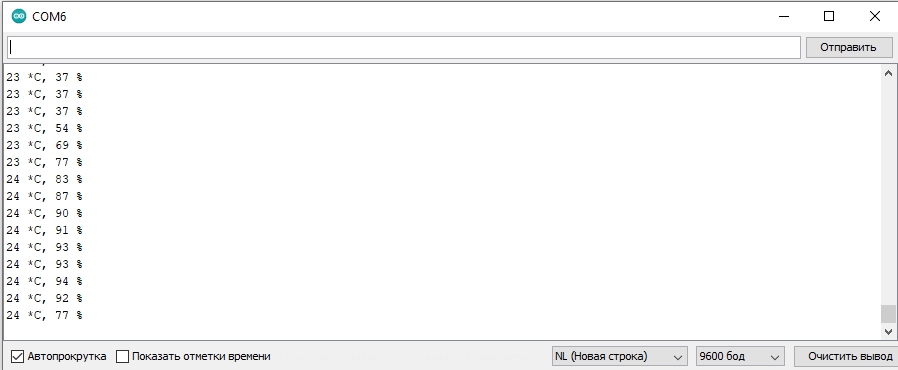 COM6
Отправить
23 *C, 37 %
23 *C, 37 %
23 *C, 37 %
23 *C, 54 %
23 *C, 69 %
23 *C, 77 %
24 *C, 83 %
24 *C, 87 %
24 *C, 90 %
24 *C, 91 %
24 *C, 93 %
24 *C, 93 %
24 *C, 94 %
24 *C, 92 %
24 *C, 77 %
Автопрокрутка Показать отметки времени NL (Новая строка) 9600 бод Очистить вывод